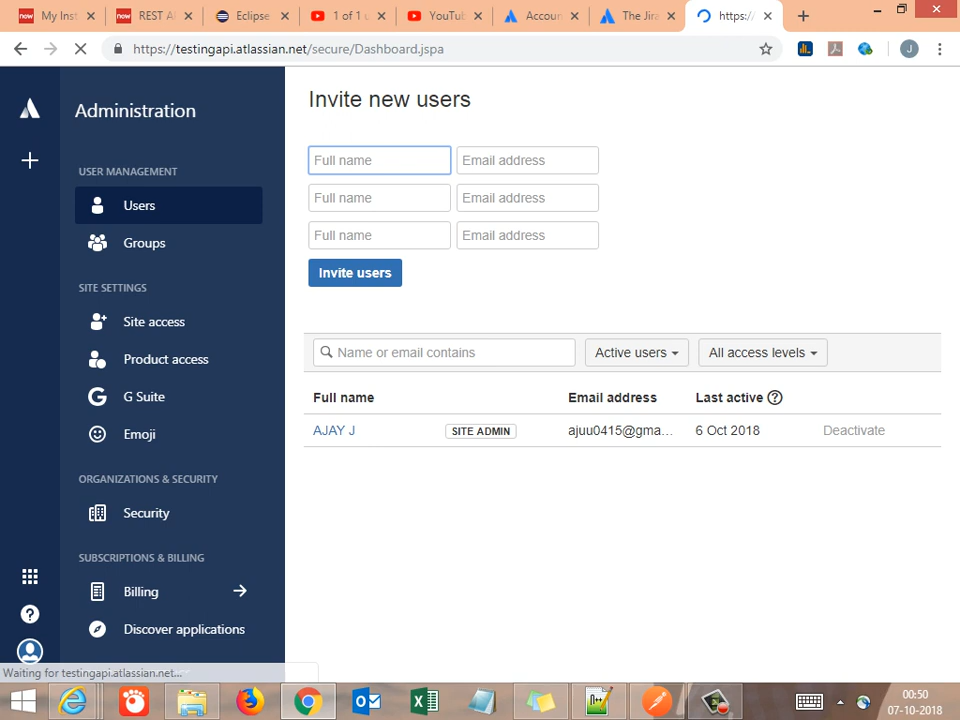 now My Inst
now REST A
Eclipse
1 of 1 u
YouTub
Accoun
The Jira
https:/
https://testingapi.atlassian.net/secure/Dashboard.jspa
J
Administration
USER MANAGEMENT
Users
Groups
SITE SETTINGS
Site access
Product access
G Suite
Emoji
ORGANIZATIONS & SECURITY
Security
SUBSCRIPTIONS & BILLING
Billing
Discover applications
Invite new users
Full name Email address
Full name Email address
Full name Email address
Invite users
Name or email contains Active users All access levels
Full name Email address Last active ?
AJAY J SITE ADMIN ajuu0415@gma... 6 Oct 2018 Deactivate
Waiting for testingapi.atlassian.net...
00:50
07-10-2018